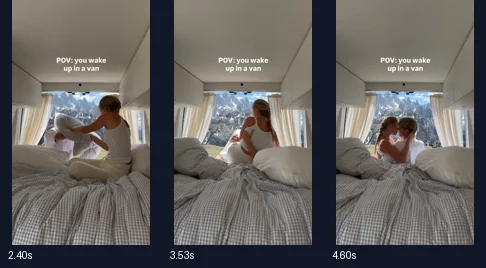 POV: you wake
up in a van
POV: you wake
up in a van
POV: you wake
up in a van
2.40s
3.53s
4.60s